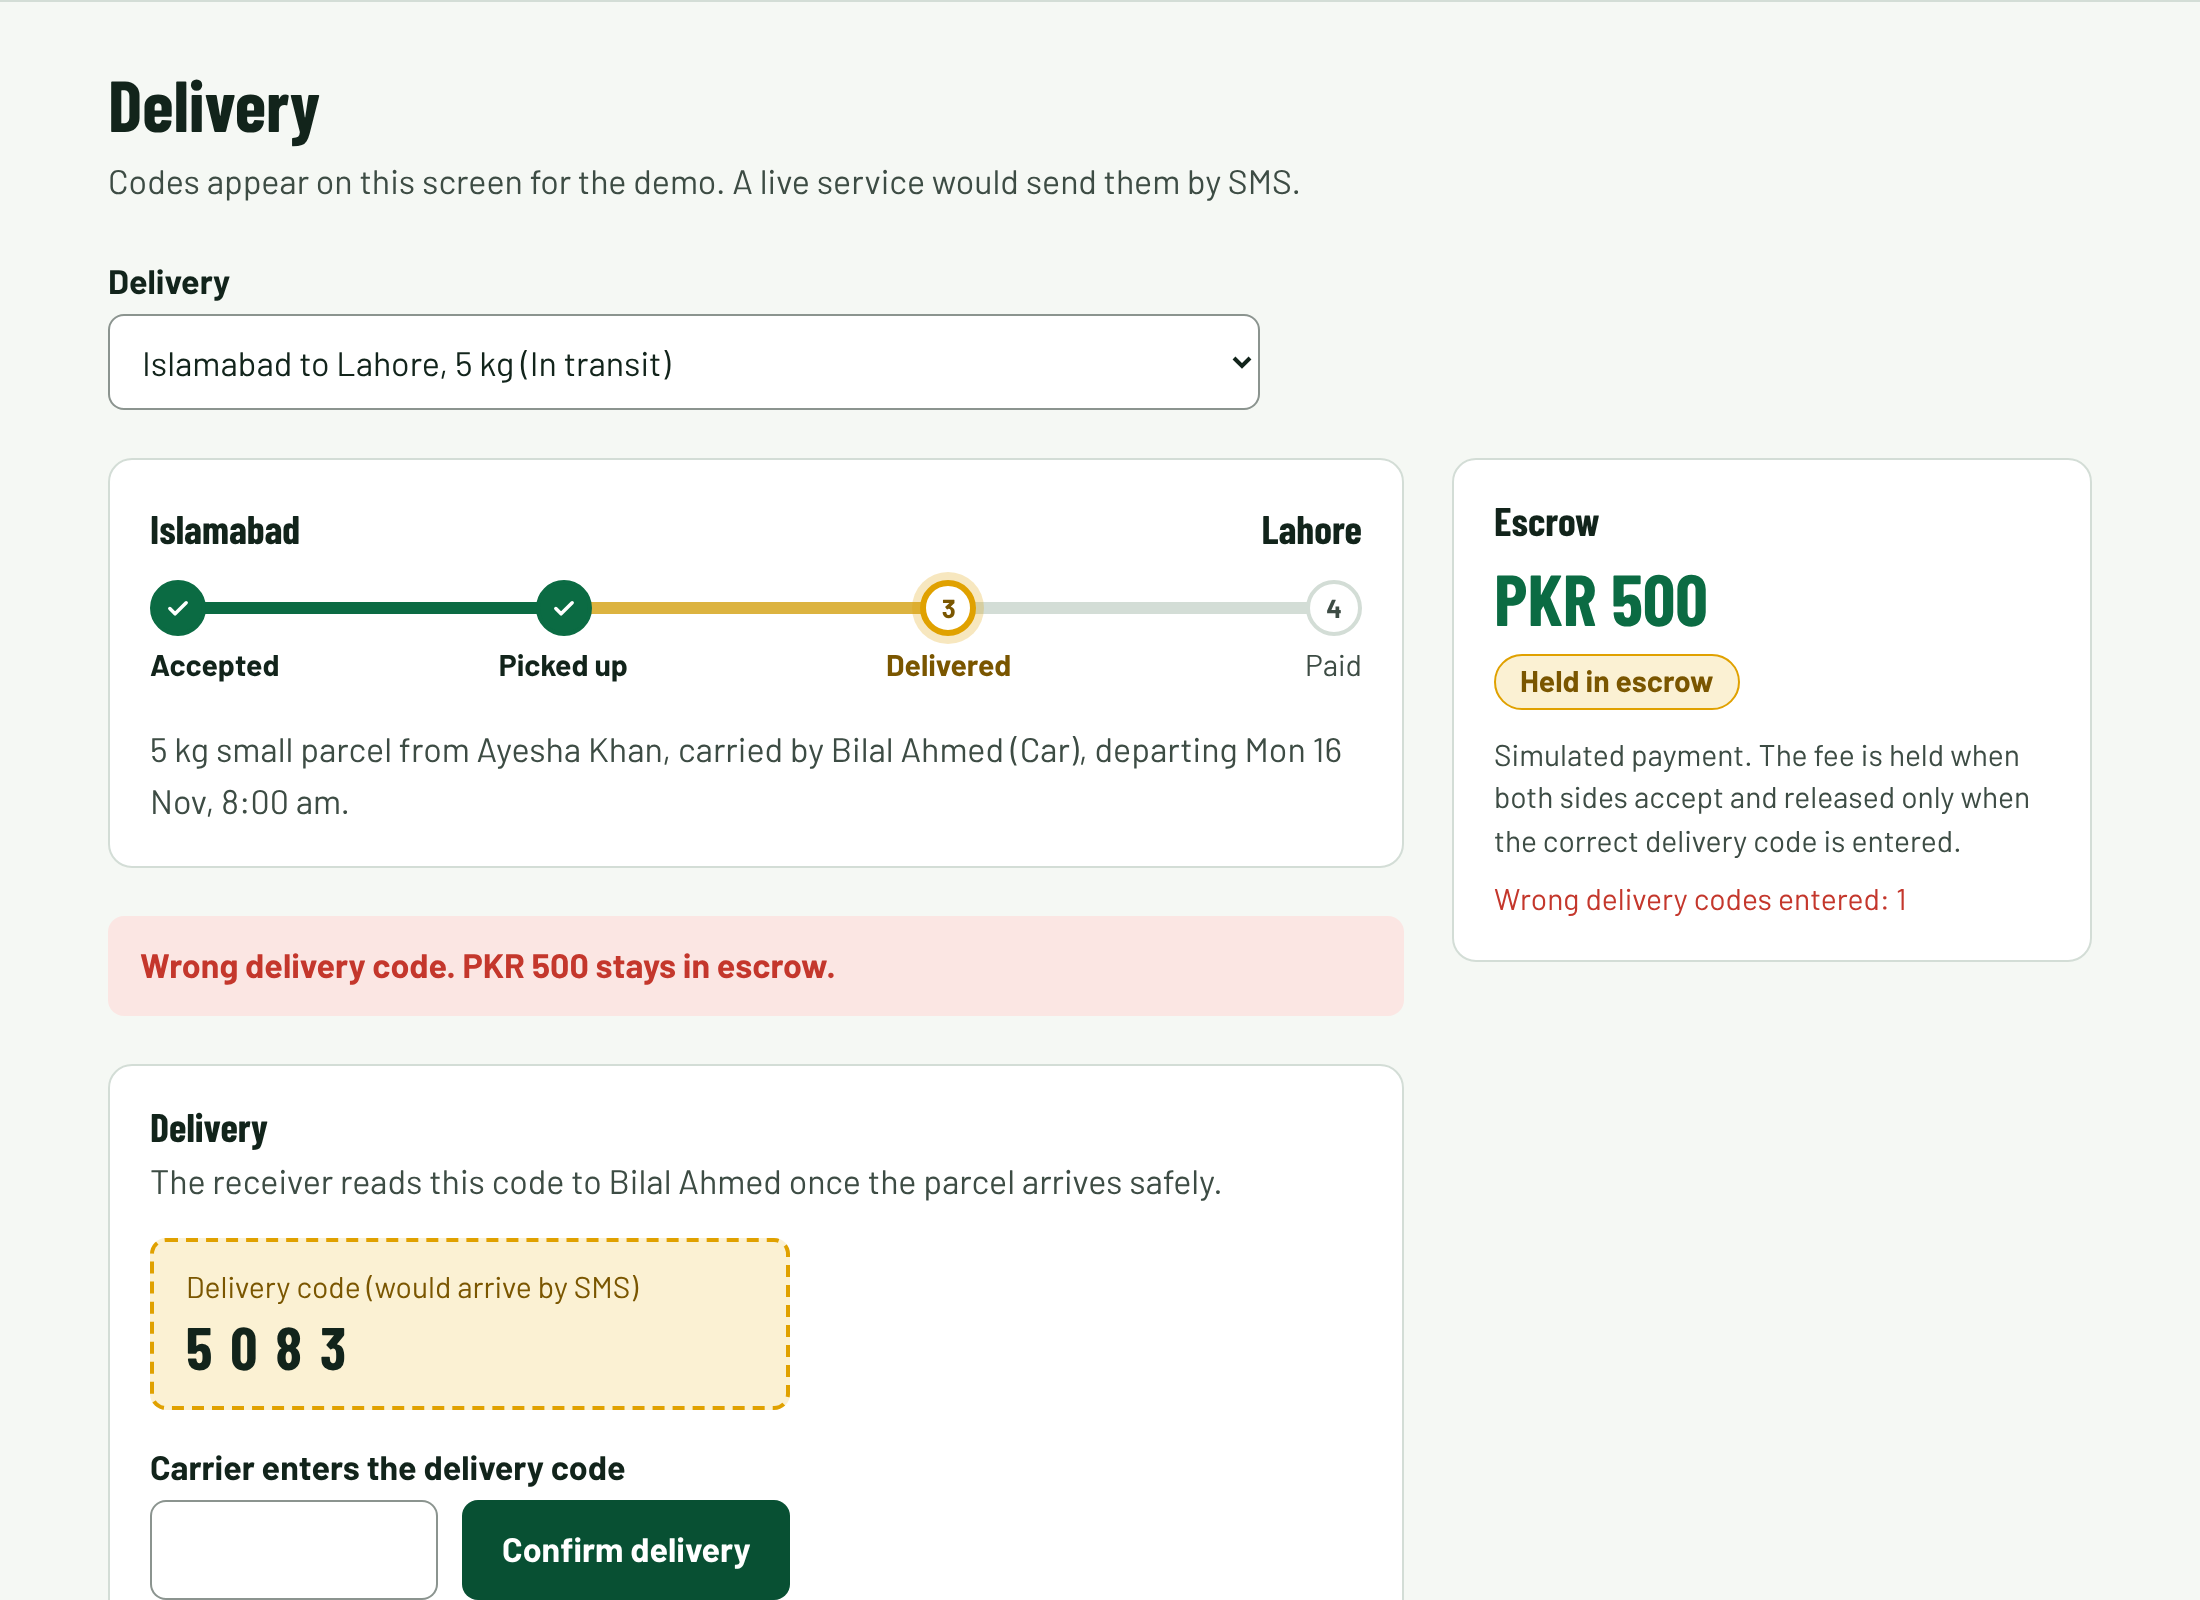 Delivery
Codes appear on this screen for the demo. A live service would send them by SMS.
Delivery
Islamabad to Lahore, 5 kg (In transit)
Islamabad
Lahore
3
4
Accepted
Picked up
Delivered
Paid
5 kg small parcel from Ayesha Khan, carried by Bilal Ahmed (Car), departing Mon 16
Nov, 8:00 am.
Escrow
PKR 500
Held in escrow
Simulated payment. The fee is held when
both sides accept and released only when
the correct delivery code is entered.
Wrong delivery codes entered: 1
Wrong delivery code. PKR 500 stays in escrow.
Delivery
The receiver reads this code to Bilal Ahmed once the parcel arrives safely.
Delivery code (would arrive by SMS)
5 0 8 3
Carrier enters the delivery code
Confirm delivery